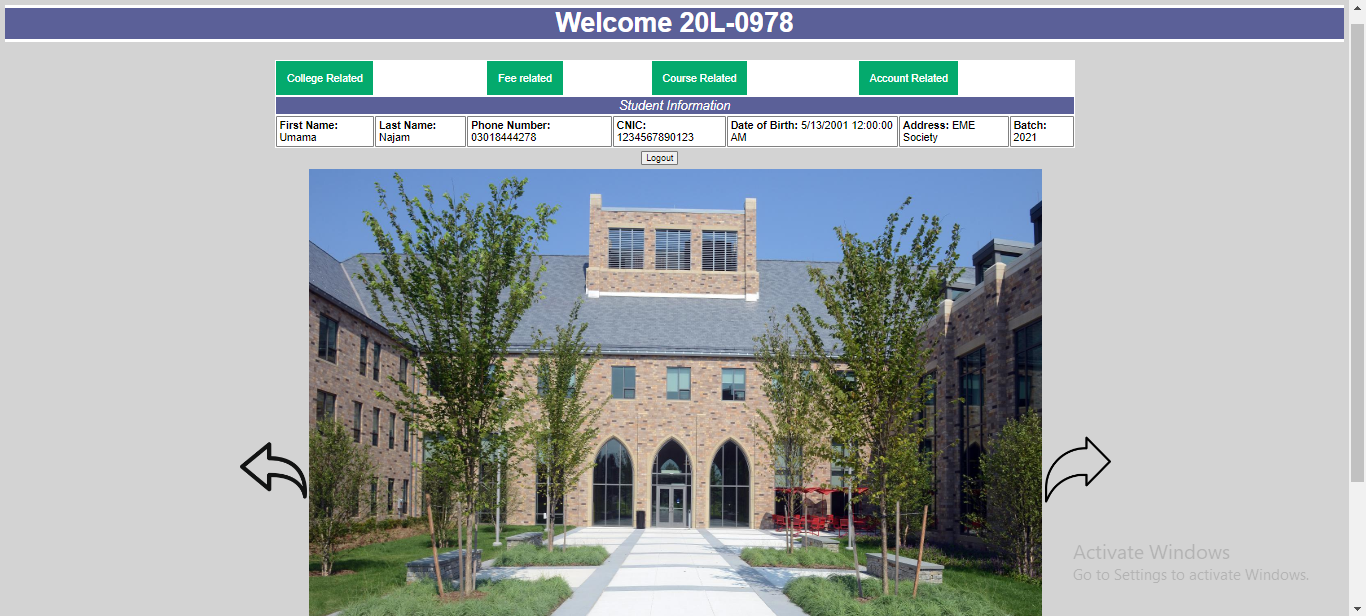 Welcome 20L-0978
College Related Fee related Course Related Account Related
Student Information
First Name:
Umama
Last Name:
Najam
Phone Number:
03018444278
CNIC:
1234567890123
Date of Birth: 5/13/2001 12:00:00
AM
Address: EME
Society
Batch:
2021
Logout
Activate Windows
Go to Settings to activate Windows.